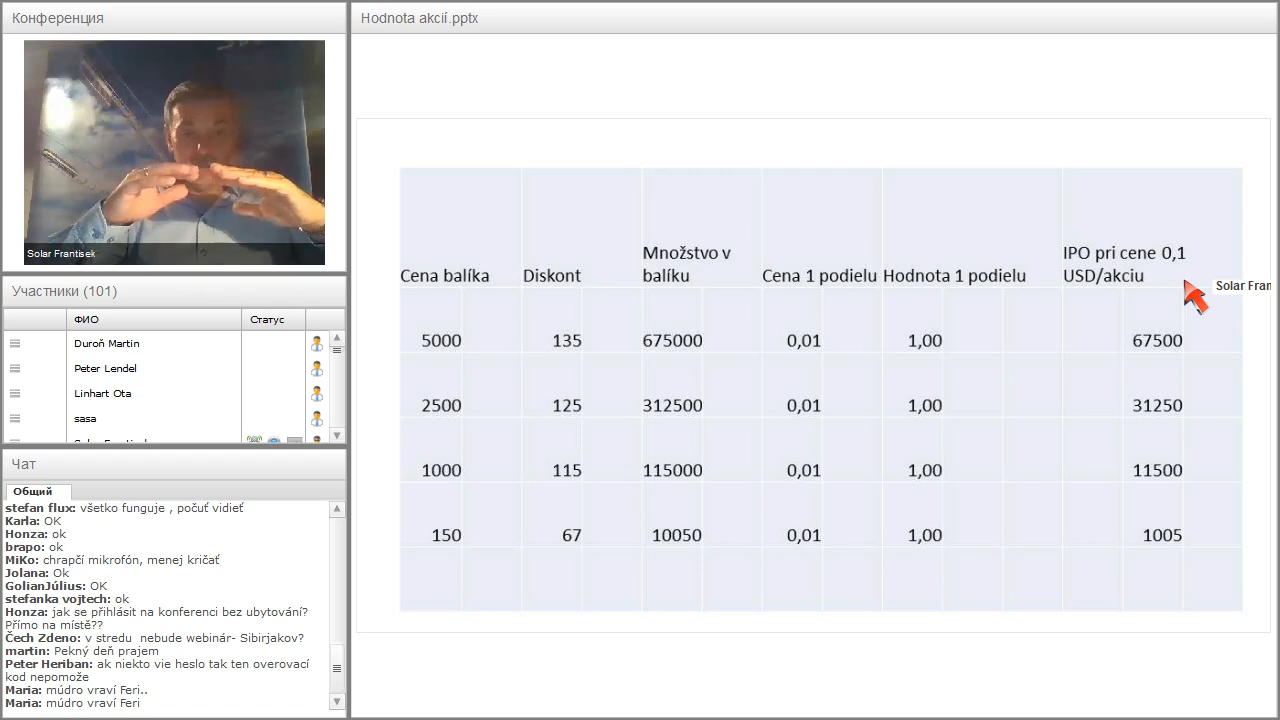 Конференция
Solar Frantisek
Участники (101)
ФИО
Статус
Duroň Martin
Peter Lendel
Linhart Ota
sasa
Чат
Общий
stefan flux: všetko funguje , počuť vidieť
Karla: OK
Honza: ok
brapo: ok
MiKo: chrapčí mikrofón, menej kričať
Jolana: Ok
GolianJúlius: OK
stefanka vojtech: ok
Honza: jak se přihlásit na konferenci bez ubytování?
Přímo na místě??
Čech Zdeno: v stredu nebude webinár- Sibirjakov?
martin: Pekný deň prajem
Peter Heriban: ak niekto vie heslo tak ten overovací
kod nepomože
Maria: múdro vraví Feri..
Maria: múdro vraví Feri
Hodnota akcií.pptx
Cena balíka Diskont Množstvo v balíku Cena 1 podielu Hodnota 1 podielu IPO pri cene 0,1 USD/akciu
Solar Fran
5000 135 675000 0,01 1,00 67500
2500 125 312500 0,01 1,00 31250
1000 115 115000 0,01 1,00 11500
150 67 10050 0,01 1,00 1005